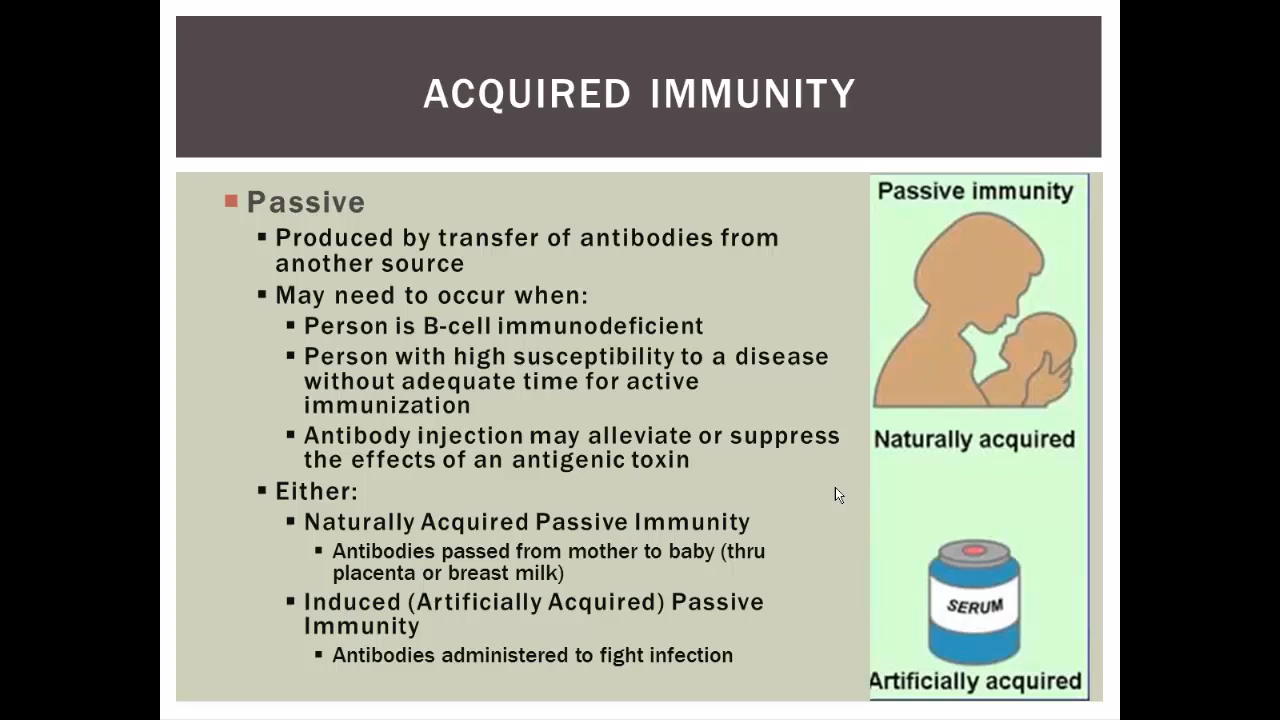 ACQUIRED IMMUNITY
Passive
Produced by transfer of antibodies from
another source
May need to occur when:
Person is B-cell immunodeficient
Person with high susceptibility to a disease
without adequate time for active
immunization
Antibody injection may alleviate or suppress
the effects of an antigenic toxin
Either:
Naturally Acquired Passive Immunity
Antibodies passed from mother to baby (thru
placenta or breast milk)
Induced (Artificially Acquired) Passive
Immunity
Antibodies administered to fight infection
Passive immunity
Naturally acquired
SERUM
Artificially acquired